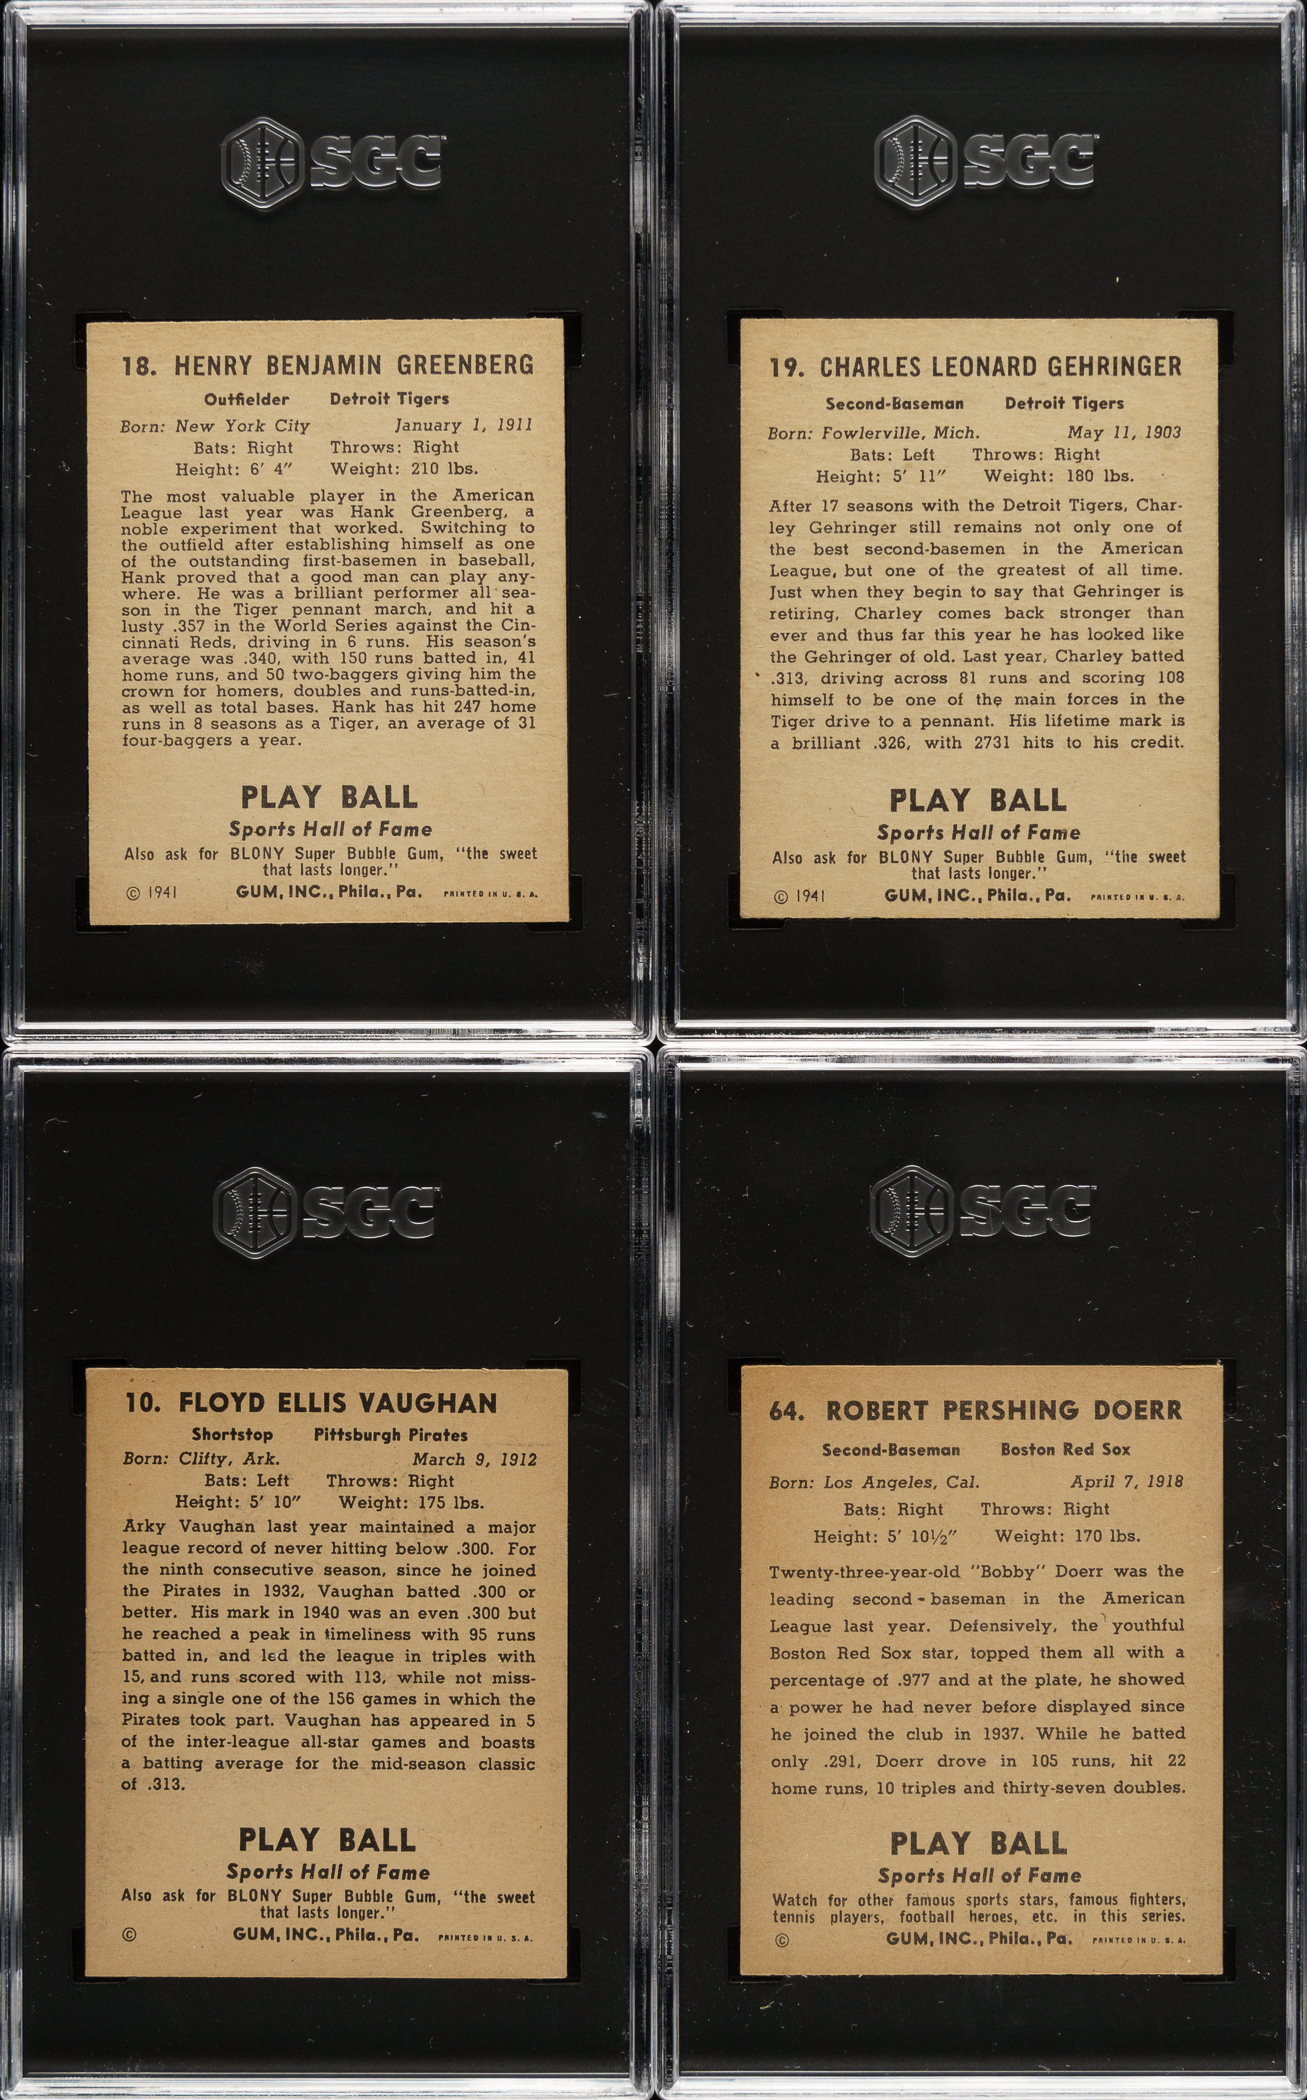 SGC
18. HENRY BENJAMIN GREENBERG
Outfielder Detroit Tigers
Born: New York City January 1, 1911
Bats: Right Throws: Right
Height: 6' 4" Weight: 210 lbs.
The most valuable player in the American
League last year was Hank Greenberg, a
noble experiment that worked. Switching to
the outfield after establishing himself as one
of the outstanding first-basemen in baseball,
Hank proved that a good man can play any-
where. He was a brilliant performer all sea-
son in the Tiger pennant march, and hit a
lusty .357 in the World Series against the Cin-
cinnati Reds, driving in 6 runs. His season's
average was .340, with 150 runs batted in, 41
home runs, and 50 two-baggers giving him the
crown for homers, doubles and runs-batted-in,
as well as total bases. Hank has hit 247 home
runs in 8 seasons as a Tiger, an average of 31
four-baggers a year.
PLAY BALL
Sports Hall of Fame
Also ask for BLONY Super Bubble Gum, "the sweet
that lasts longer."
© 1941 GUM, INC., Phila., Pa. PRINTED IN U. S. A.
SGC
19. CHARLES LEONARD GEHRINGER
Second-Baseman Detroit Tigers
Born: Fowlerville, Mich. May 11, 1903
Bats: Left Throws: Right
Height: 5' 11" Weight: 180 lbs.
After 17 seasons with the Detroit Tigers, Char-
ley Gehringer still remains not only one of
the best second-basemen in the American
League, but one of the greatest of all time.
Just when they begin to say that Gehringer is
retiring, Charley comes back stronger than
ever and thus far this year he has looked like
the Gehringer of old. Last year, Charley batted
.313, driving across 81 runs and scoring 108
himself to be one of the main forces in the
Tiger drive to a pennant. His lifetime mark is
a brilliant .326, with 2731 hits to his credit.
PLAY BALL
Sports Hall of Fame
Also ask for BLONY Super Bubble Gum, "the sweet
that lasts longer."
© 1941 GUM, INC., Phila., Pa. PRINTED IN U. S. A.
SGC
10. FLOYD ELLIS VAUGHAN
Shortstop Pittsburgh Pirates
Born: Clifty, Ark. March 9, 1912
Bats: Left Throws: Right
Height: 5' 10" Weight: 175 lbs.
Arky Vaughan last year maintained a major
league record of never hitting below .300. For
the ninth consecutive season, since he joined
the Pirates in 1932, Vaughan batted .300 or
better. His mark in 1940 was an even .300 but
he reached a peak in timeliness with 95 runs
batted in, and led the league in triples with
15, and runs scored with 113, while not miss-
ing a single one of the 156 games in which the
Pirates took part. Vaughan has appeared in 5
of the inter-league all-star games and boasts
a batting average for the mid-season classic
of .313.
PLAY BALL
Sports Hall of Fame
Also ask for BLONY Super Bubble Gum, "the sweet
that lasts longer."
© GUM, INC., Phila., Pa. PRINTED IN U. S. A.
SGC
64. ROBERT PERSHING DOERR
Second-Baseman Boston Red Sox
Born: Los Angeles, Cal. April 7, 1918
Bats: Right Throws: Right
Height: 5' 10½" Weight: 170 lbs.
Twenty-three-year-old "Bobby" Doerr was the
leading second-baseman in the American
League last year. Defensively, the youthful
Boston Red Sox star, topped them all with a
percentage of .977 and at the plate, he showed
a power he had never before displayed since
he joined the club in 1937. While he batted
only .291, Doerr drove in 105 runs, hit 22
home runs, 10 triples and thirty-seven doubles.
PLAY BALL
Sports Hall of Fame
Watch for other famous sports stars, famous fighters,
tennis players, football heroes, etc. in this series.
© GUM, INC., Phila., Pa. PRINTED IN U. S. A.